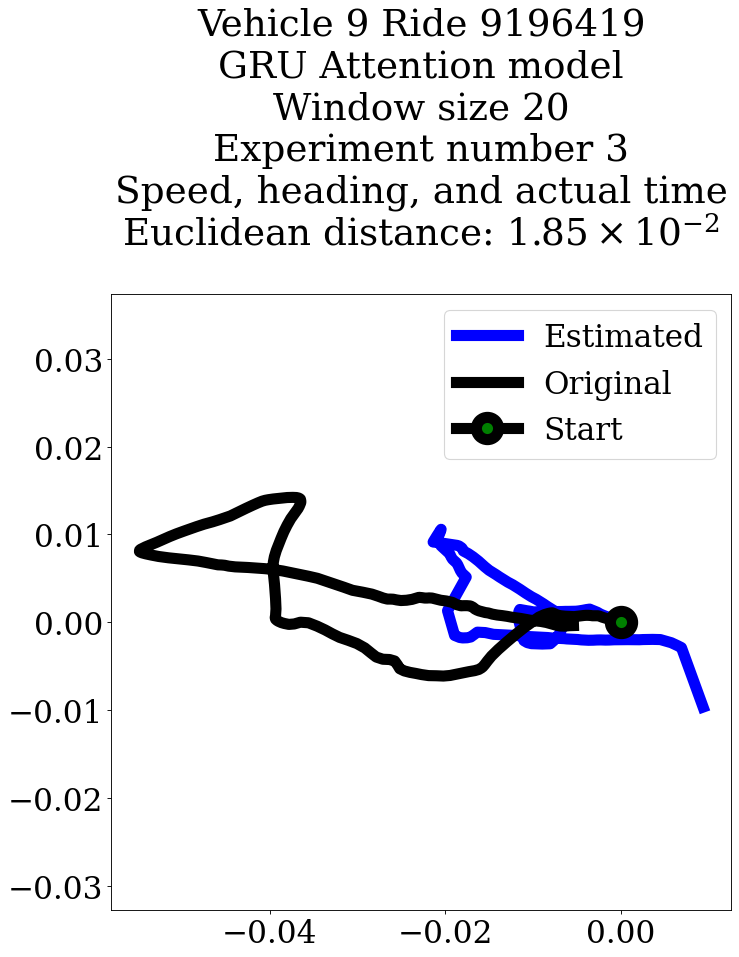 Vehicle 9 Ride 9196419
GRU Attention model
Window size 20
Experiment number 3
Speed, heading, and actual time
Euclidean distance: 1.85 × 10⁻²
Estimated
Original
Start
0.03
0.02
0.01
0.00
−0.01
−0.02
−0.03
−0.04
−0.02
0.00